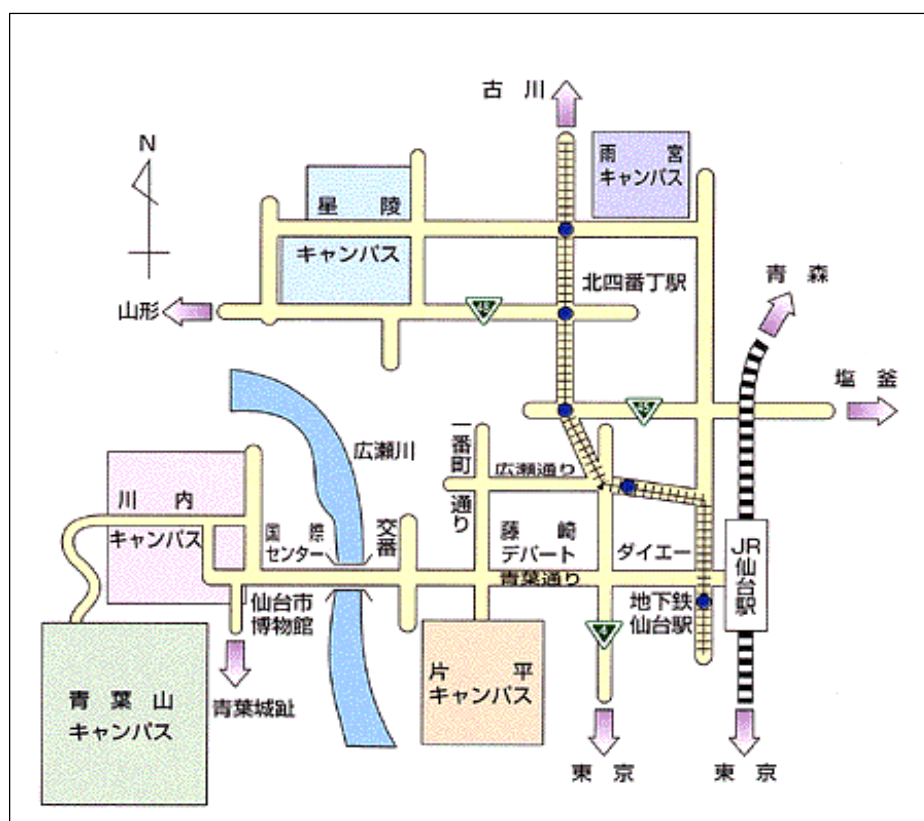 古 川
N
雨 宮
キャンパス
星 陵
キャンパス
北四番丁駅
青 森
山形
48
塩 釜
45
広瀬川
一番町
通り
広瀬通り
川 内
キャンパス
国 際
センター
交番
藤 崎
デパート
ダイエー
JR
仙台駅
青葉通り
仙台市
博物館
地下鉄
仙台駅
4
片 平
キャンパス
青 葉 山
キャンパス
青葉城趾
東 京
東 京